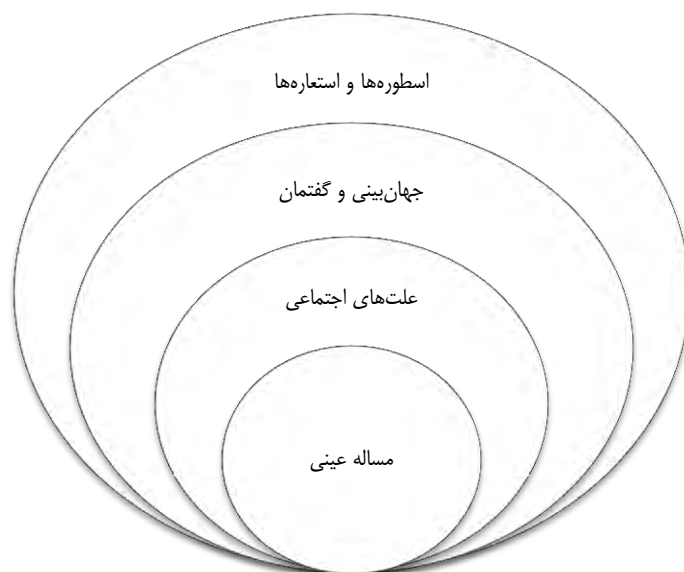 اسطوره‌ها و استعاره‌ها
جهان‌بینی و گفتمان
علت‌های اجتماعی
مساله عینی